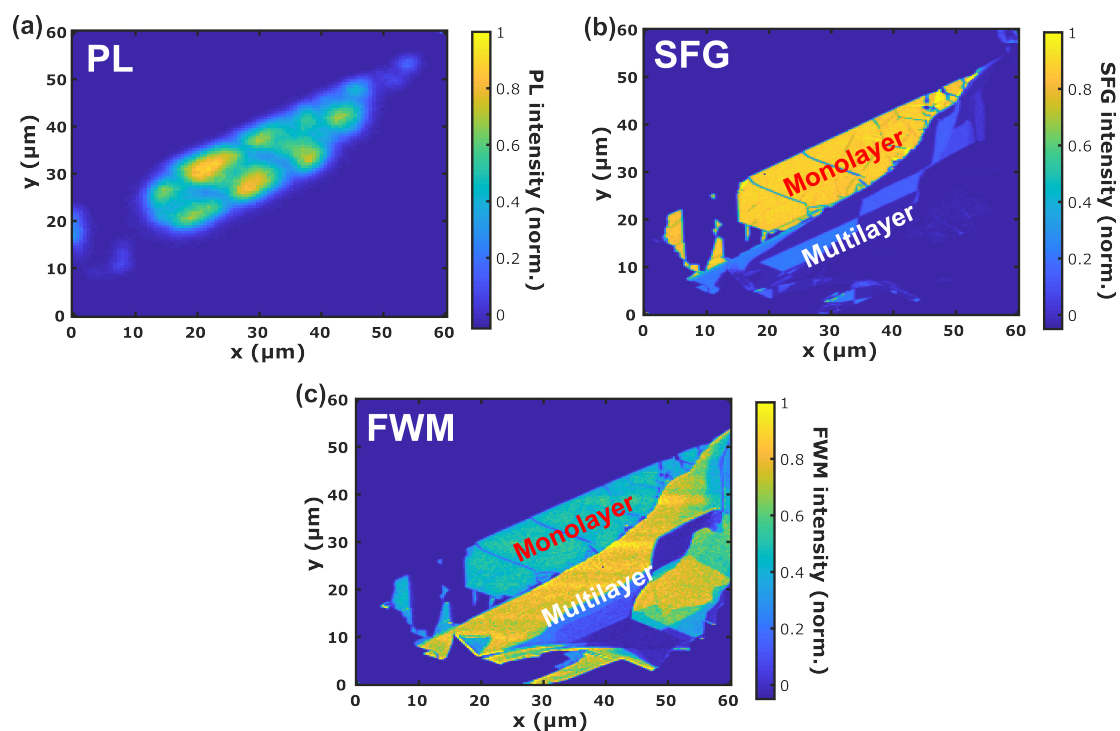 (a)
PL
60
50
40
30
20
10
0
y (µm)
0 10 20 30 40 50 60
x (µm)
1
0.8
0.6
0.4
0.2
0
PL intensity (norm.)
(b)
SFG
Monolayer
Multilayer
60
50
40
30
20
10
0
y (µm)
0 10 20 30 40 50 60
x (µm)
1
0.8
0.6
0.4
0.2
0
SFG intensity (norm.)
(c)
FWM
Monolayer
Multilayer
60
50
40
30
20
10
0
y (µm)
0 10 20 30 40 50 60
x (µm)
1
0.8
0.6
0.4
0.2
0
FWM intensity (norm.)